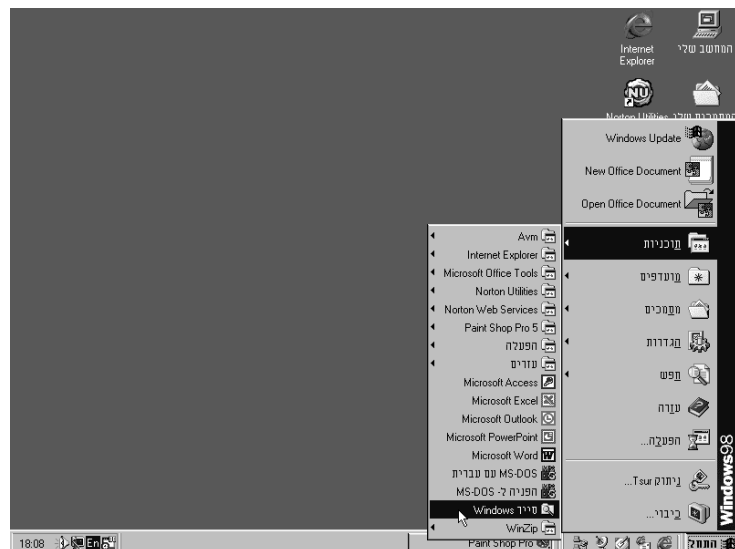 Internet Explorer
המחשב שלי
Norton Utilities
המסמכים שלי
Windows Update
New Office Document
Open Office Document
תוכניות
מועדפים
מסמכים
הגדרות
חפש
עזרה
הפעלה...
ניתוק Tsur...
כיבוי...
Windows98
Avm
Internet Explorer
Microsoft Office Tools
Norton Utilities
Norton Web Services
Paint Shop Pro 5
הפעלה
עזרים
Microsoft Access
Microsoft Excel
Microsoft Outlook
Microsoft PowerPoint
Microsoft Word
MS-DOS עם עברית
הפניה ל- MS-DOS
סייר Windows
WinZip
התחל
Paint Shop Pro
En
18:08